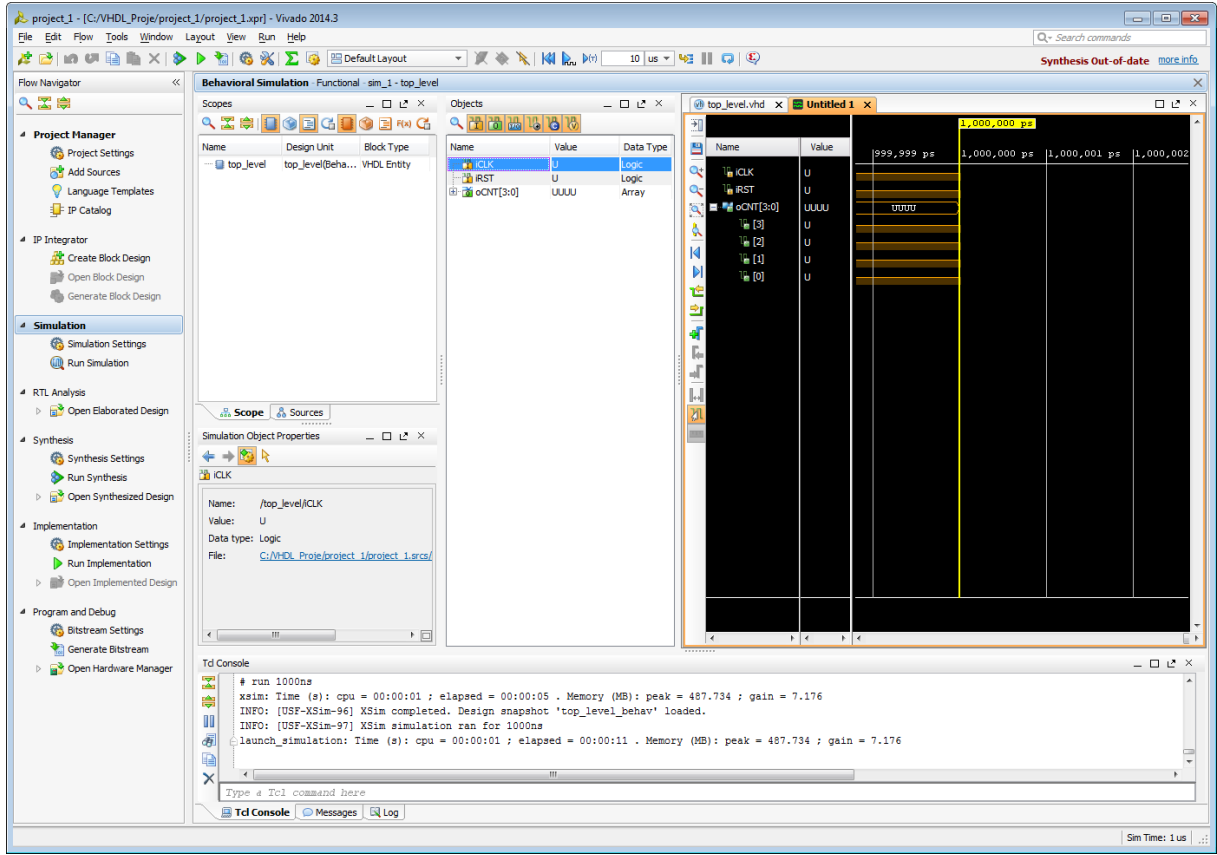 project_1 - [C:/VHDL_Proje/project_1/project_1.xpr] - Vivado 2014.3
File Edit Flow Tools Window Layout View Run Help
Search commands
Default Layout
10 us
Synthesis Out-of-date more info
Flow Navigator
Project Manager
Project Settings
Add Sources
Language Templates
IP Catalog
IP Integrator
Create Block Design
Open Block Design
Generate Block Design
Simulation
Simulation Settings
Run Simulation
RTL Analysis
Open Elaborated Design
Synthesis
Synthesis Settings
Run Synthesis
Open Synthesized Design
Implementation
Implementation Settings
Run Implementation
Open Implemented Design
Program and Debug
Bitstream Settings
Generate Bitstream
Open Hardware Manager
Behavioral Simulation - Functional - sim_1 - top_level
Scopes
Name Design Unit Block Type
top_level top_level(Beha... VHDL Entity
Scope Sources
Simulation Object Properties
iCLK
Name: /top_level/iCLK
Value: U
Data type: Logic
File: C:/VHDL_Proje/project_1/project_1.srcs/
Objects
Name Value Data Type
iCLK U Logic
iRST U Logic
oCNT[3:0] UUUU Array
top_level.vhd Untitled 1
1,000,000 ps
Name Value
999,999 ps 1,000,000 ps 1,000,001 ps 1,000,002
iCLK U
iRST U
oCNT[3:0] UUUU UUUU
[3] U
[2] U
[1] U
[0] U
Tcl Console
# run 1000ns
xsim: Time (s): cpu = 00:00:01 ; elapsed = 00:00:05 . Memory (MB): peak = 487.734 ; gain = 7.176
INFO: [USF-XSim-96] XSim completed. Design snapshot 'top_level_behav' loaded.
INFO: [USF-XSim-97] XSim simulation ran for 1000ns
launch_simulation: Time (s): cpu = 00:00:01 ; elapsed = 00:00:11 . Memory (MB): peak = 487.734 ; gain = 7.176
Type a Tcl command here
Tcl Console Messages Log
Sim Time: 1 us